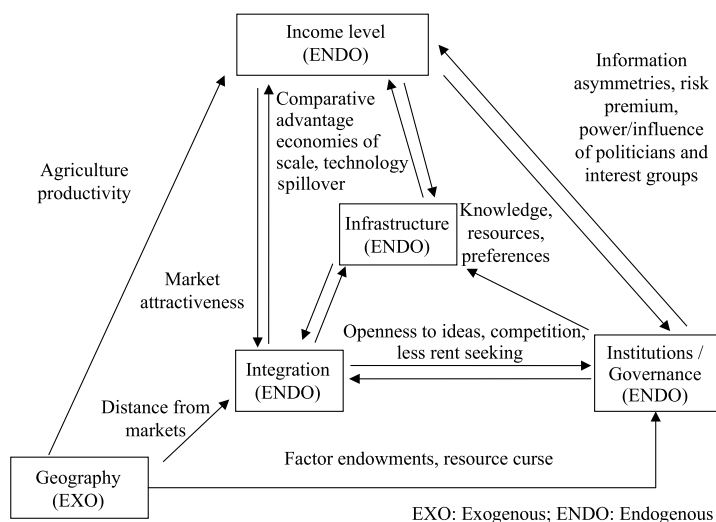 Income level
(ENDO)
Information
asymmetries, risk
premium,
power/influence
of politicians and
interest groups
Comparative
advantage
economies of
scale, technology
spillover
Agriculture
productivity
Infrastructure
(ENDO)
Knowledge,
resources,
preferences
Market
attractiveness
Openness to ideas, competition,
less rent seeking
Integration
(ENDO)
Institutions /
Governance
(ENDO)
Distance from
markets
Geography
(EXO)
Factor endowments, resource curse
EXO: Exogenous; ENDO: Endogenous